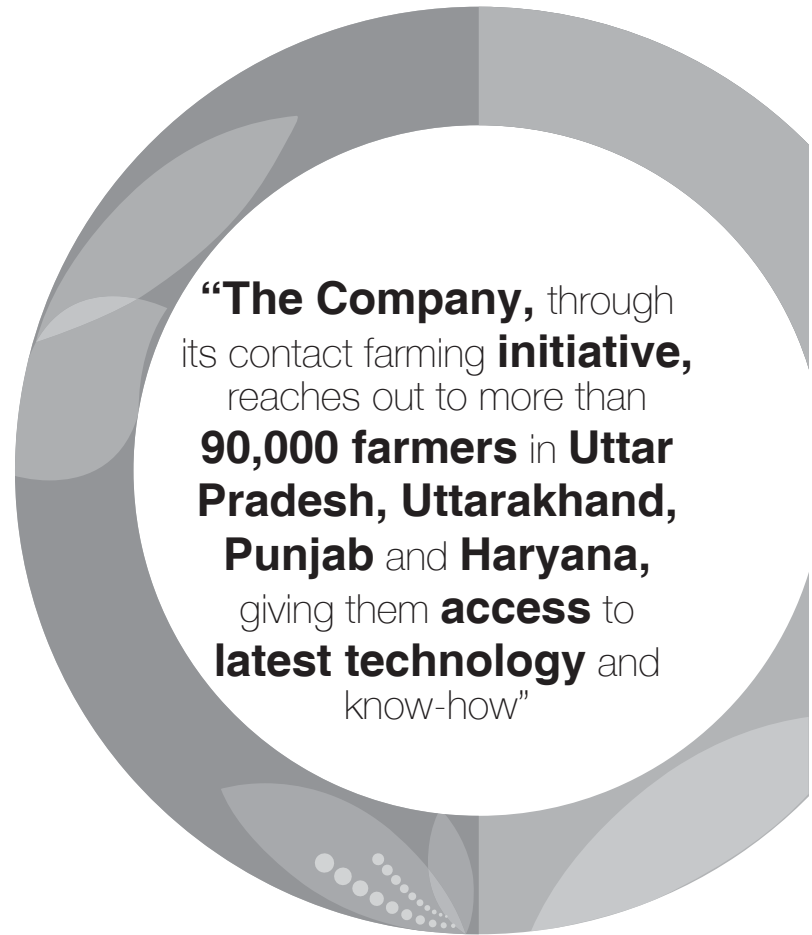 “The Company, through
its contact farming initiative,
reaches out to more than
90,000 farmers in Uttar
Pradesh, Uttarakhand,
Punjab and Haryana,
giving them access to
latest technology and
know-how”